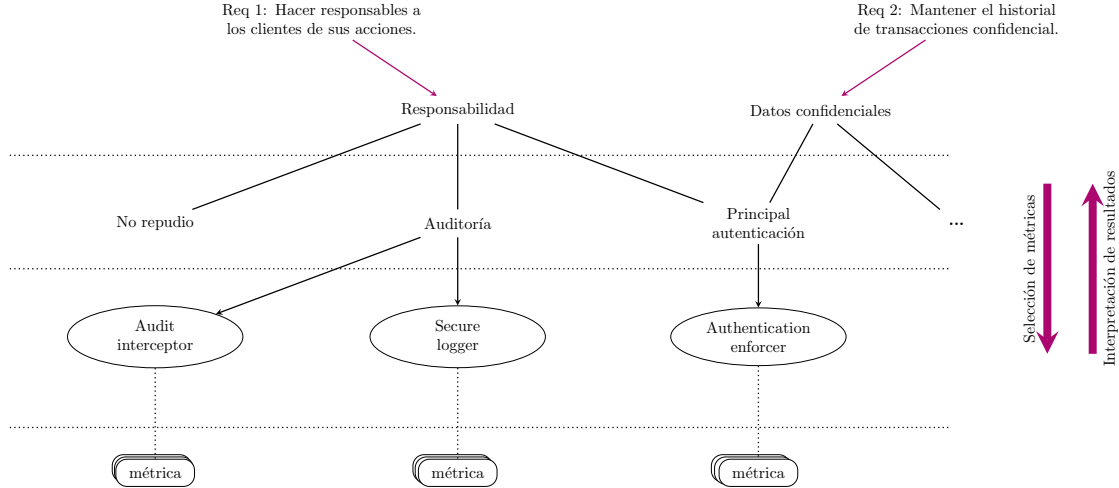 Req 1: Hacer responsables a
los clientes de sus acciones.
Req 2: Mantener el historial
de transacciones confidencial.
Responsabilidad
Datos confidenciales
No repudio
Auditoría
Principal
autenticación
...
Selección de métricas
Interpretación de resultados
Audit
interceptor
Secure
logger
Authentication
enforcer
métrica
métrica
métrica